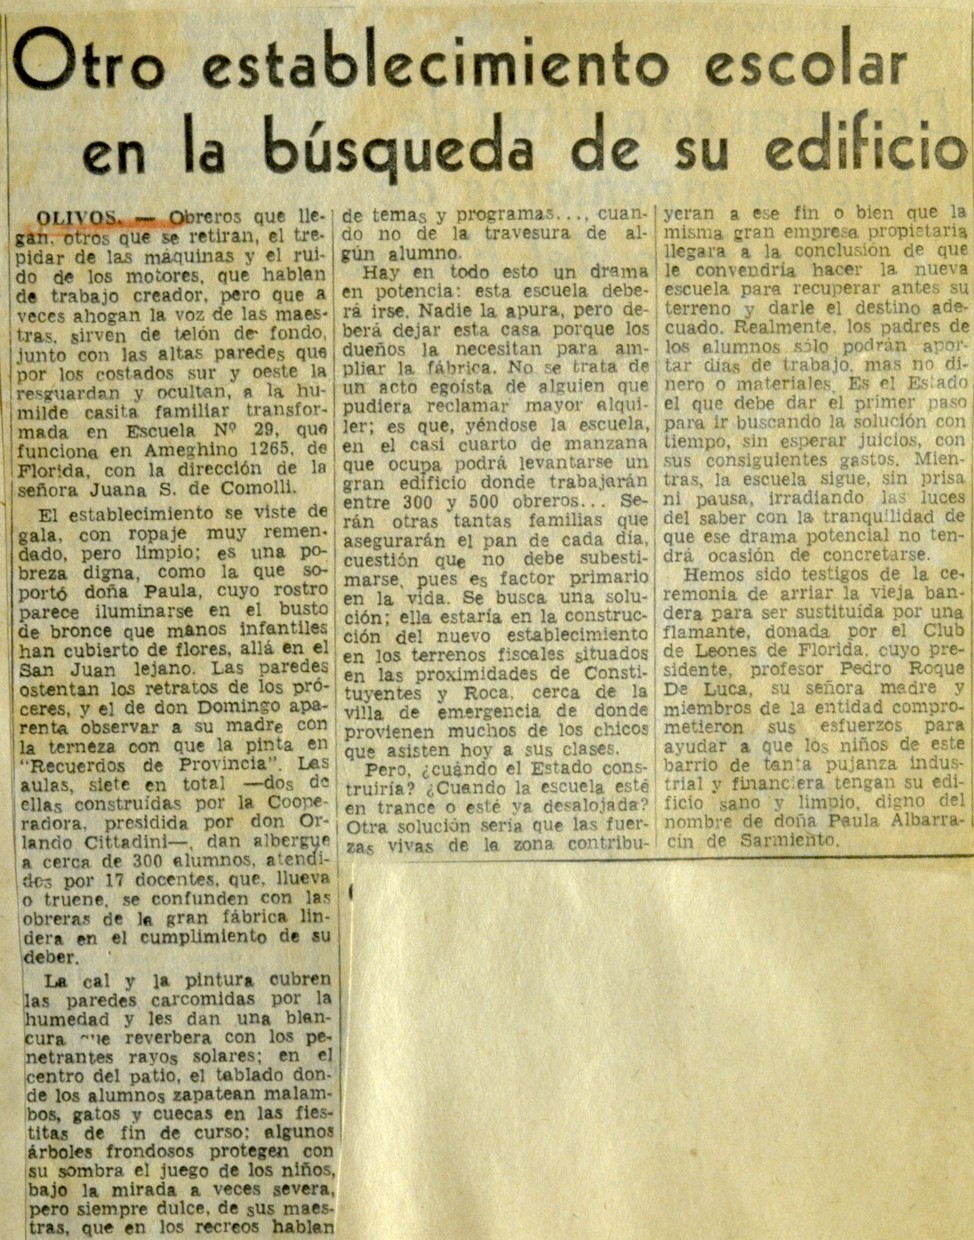 Otro establecimiento escolar
en la búsqueda de su edificio
OLIVOS. — Obreros que lle-
gan, otros que se retiran, el tre-
pidar de las máquinas y el rui-
do de los motores, que hablan
de trabajo creador, pero que a
veces ahogan la voz de las maes-
tras, sirven de telón de fondo,
junto con las altas paredes que
por los costados sur y oeste la
resguardan y ocultan, a la hu-
milde casita familiar transfor-
mada en Escuela Nº 29, que
funciona en Ameghino 1265, de
Florida, con la dirección de la
señora Juana S. de Comolli.
El establecimiento se viste de
gala, con ropaje muy remen-
dado, pero limpio; es una po-
breza digna, como la que so-
portó doña Paula, cuyo rostro
parece iluminarse en el busto
de bronce que manos infantiles
han cubierto de flores, allá en el
San Juan lejano. Las paredes
ostentan los retratos de los pró-
ceres, y el de don Domingo apa-
renta observar a su madre con
la terneza con que la pinta en
"Recuerdos de Provincia". Las
aulas, siete en total —dos de
ellas construídas por la Coope-
radora, presidida por don Or-
lando Cittadini—, dan albergue
a cerca de 300 alumnos, atendi-
dos por 17 docentes, que, llueva
o truene, se confunden con las
obreras de la gran fábrica lin-
dera en el cumplimiento de su
deber.
La cal y la pintura cubren
las paredes carcomidas por la
humedad y les dan una blan-
cura que reverbera con los pe-
netrantes rayos solares; en el
centro del patio, el tablado don-
de los alumnos zapatean malam-
bos, gatos y cuecas en las fies-
titas de fin de curso; algunos
árboles frondosos protegen con
su sombra el juego de los niños,
bajo la mirada a veces severa,
pero siempre dulce, de sus maes-
tras, que en los recreos hablan
de temas y programas..., cuan-
do no de la travesura de al-
gún alumno.
Hay en todo esto un drama
en potencia: esta escuela debe-
rá irse. Nadie la apura, pero de-
berá dejar esta casa porque los
dueños la necesitan para am-
pliar la fábrica. No se trata de
un acto egoísta de alguien que
pudiera reclamar mayor alqui-
ler; es que, yéndose la escuela,
en el casi cuarto de manzana
que ocupa podrá levantarse un
gran edificio donde trabajarán
entre 300 y 500 obreros... Se-
rán otras tantas familias que
asegurarán el pan de cada día,
cuestión que no debe subesti-
marse, pues es factor primario
en la vida. Se busca una solu-
ción; ella estaría en la construc-
ción del nuevo establecimiento
en los terrenos fiscales situados
en las proximidades de Consti-
tuyentes y Roca, cerca de la
villa de emergencia de donde
provienen muchos de los chicos
que asisten hoy a sus clases.
Pero, ¿cuándo el Estado cons-
truiría? ¿Cuando la escuela esté
en trance o esté ya desalojada?
Otra solución sería que las fuer-
zas vivas de la zona contribu-
yeran a ese fin o bien que la
misma gran empresa propietaria
llegara a la conclusión de que
le convendría hacer la nueva
escuela para recuperar antes su
terreno y darle el destino ade-
cuado. Realmente, los padres de
los alumnos sólo podrán apor-
tar días de trabajo, mas no di-
nero o materiales. Es el Estado
el que debe dar el primer paso
para ir buscando la solución con
tiempo, sin esperar juicios, con
sus consiguientes gastos. Mien-
tras, la escuela sigue, sin prisa
ni pausa, irradiando las luces
del saber con la tranquilidad de
que ese drama potencial no ten-
drá ocasión de concretarse.
Hemos sido testigos de la ce-
remonia de arriar la vieja ban-
dera para ser sustituída por una
flamante, donada por el Club
de Leones de Florida, cuyo pre-
sidente, profesor Pedro Roque
De Luca, su señora madre y
miembros de la entidad compro-
metieron sus esfuerzos para
ayudar a que los niños de este
barrio de tanta pujanza indus-
trial y financiera tengan su edi-
ficio sano y limpio, digno del
nombre de doña Paula Albarra-
cín de Sarmiento.